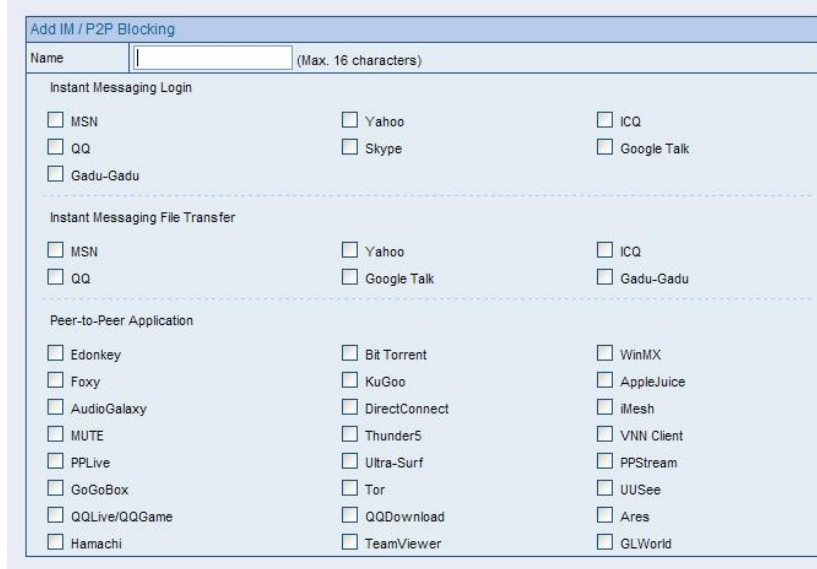 Add IM / P2P Blocking
Name (Max. 16 characters)
Instant Messaging Login
MSN Yahoo ICQ
QQ Skype Google Talk
Gadu-Gadu
Instant Messaging File Transfer
MSN Yahoo ICQ
QQ Google Talk Gadu-Gadu
Peer-to-Peer Application
Edonkey Bit Torrent WinMX
Foxy KuGoo AppleJuice
AudioGalaxy DirectConnect iMesh
MUTE Thunder5 VNN Client
PPLive Ultra-Surf PPStream
GoGoBox Tor UUSee
QQLive/QQGame QQDownload Ares
Hamachi TeamViewer GLWorld